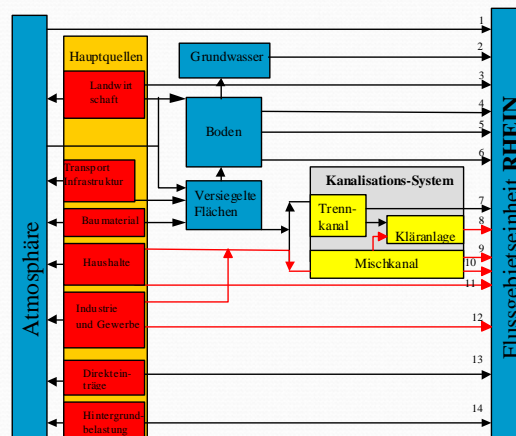 Atmosphäre
Hauptquellen
Landwirt
schaft
Transport
Infrastruktur
Baumaterial
Haushalte
Industrie
und Gewerbe
Direktein-
träge
Hintergrund-
belastung
Grundwasser
Boden
Versiegelte
Flächen
Kanalisations-System
Trenn-
kanal
Kläranlage
Mischkanal
1
2
3
4
5
6
7
8
9
10
11
12
13
14
Flussgebietseinheit RHEIN